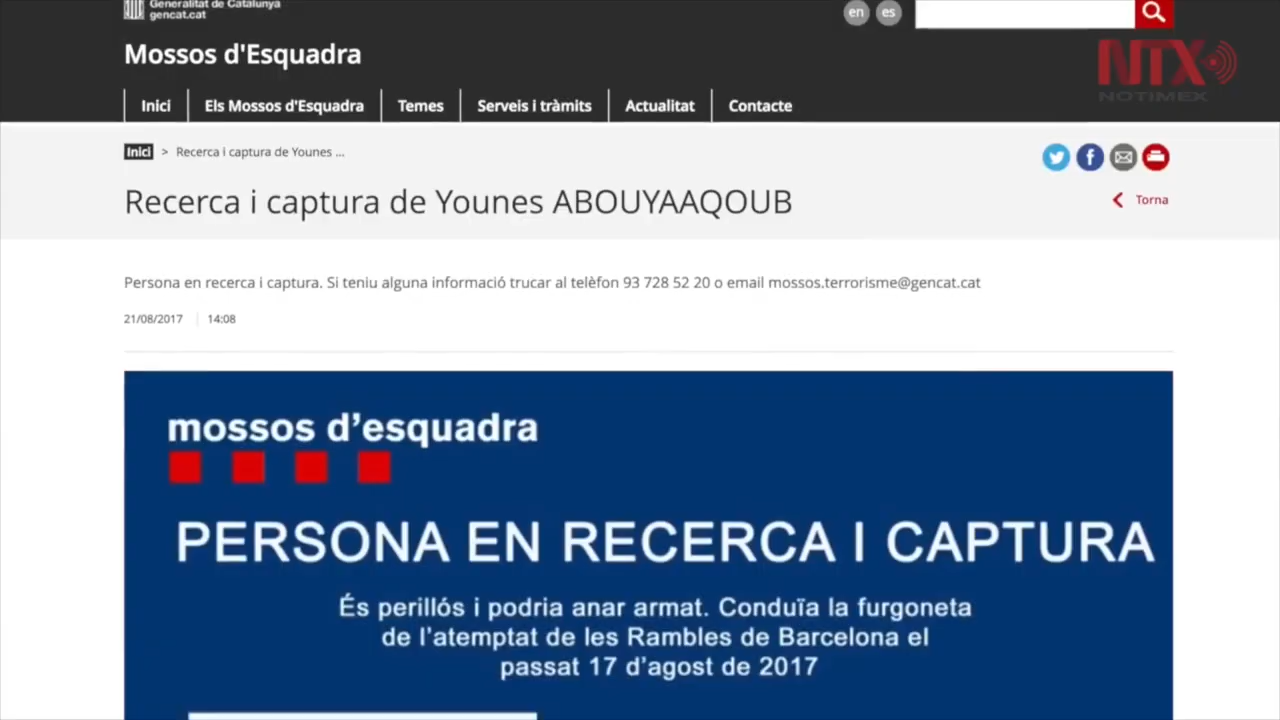 Generalitat de Catalunya
gencat.cat
en es
Mossos d'Esquadra
NTX
NOTIMEX
Inici Els Mossos d'Esquadra Temes Serveis i tràmits Actualitat Contacte
Inici > Recerca i captura de Younes ...
Recerca i captura de Younes ABOUYAAQOUB
Torna
Persona en recerca i captura. Si teniu alguna informació trucar al telèfon 93 728 52 20 o email mossos.terrorisme@gencat.cat
21/08/2017 | 14:08
mossos d'esquadra
PERSONA EN RECERCA I CAPTURA
És perillós i podria anar armat. Conduïa la furgoneta
de l'atemptat de les Rambles de Barcelona el
passat 17 d'agost de 2017